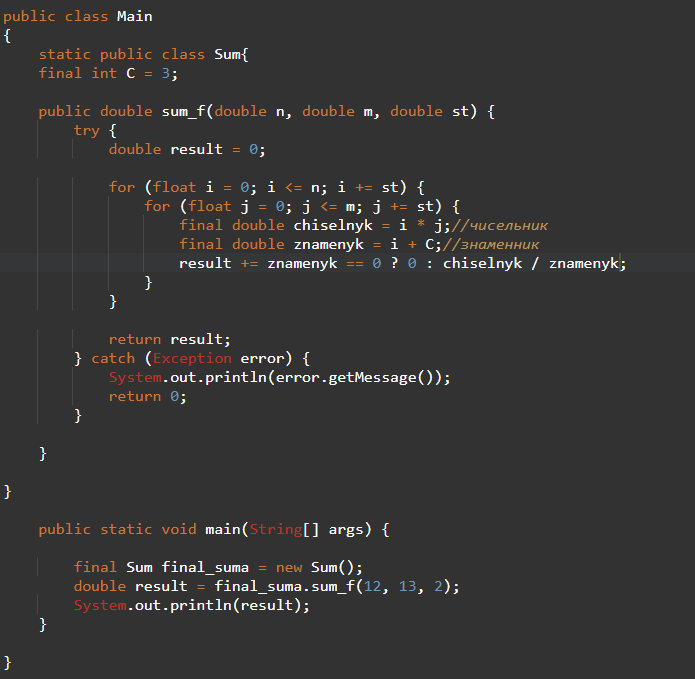 public class Main
{
    static public class Sum{
    final int C = 3;

    public double sum_f(double n, double m, double st) {
        try {
            double result = 0;

            for (float i = 0; i <= n; i += st) {
                for (float j = 0; j <= m; j += st) {
                    final double chiselnyk = i * j;//чисельник
                    final double znamenyk = i + C;//знаменник
                    result += znamenyk == 0 ? 0 : chiselnyk / znamenyk;
                }
            }

            return result;
        } catch (Exception error) {
            System.out.println(error.getMessage());
            return 0;
        }

    }

}

    public static void main(String[] args) {

        final Sum final_suma = new Sum();
        double result = final_suma.sum_f(12, 13, 2);
        System.out.println(result);
    }

}